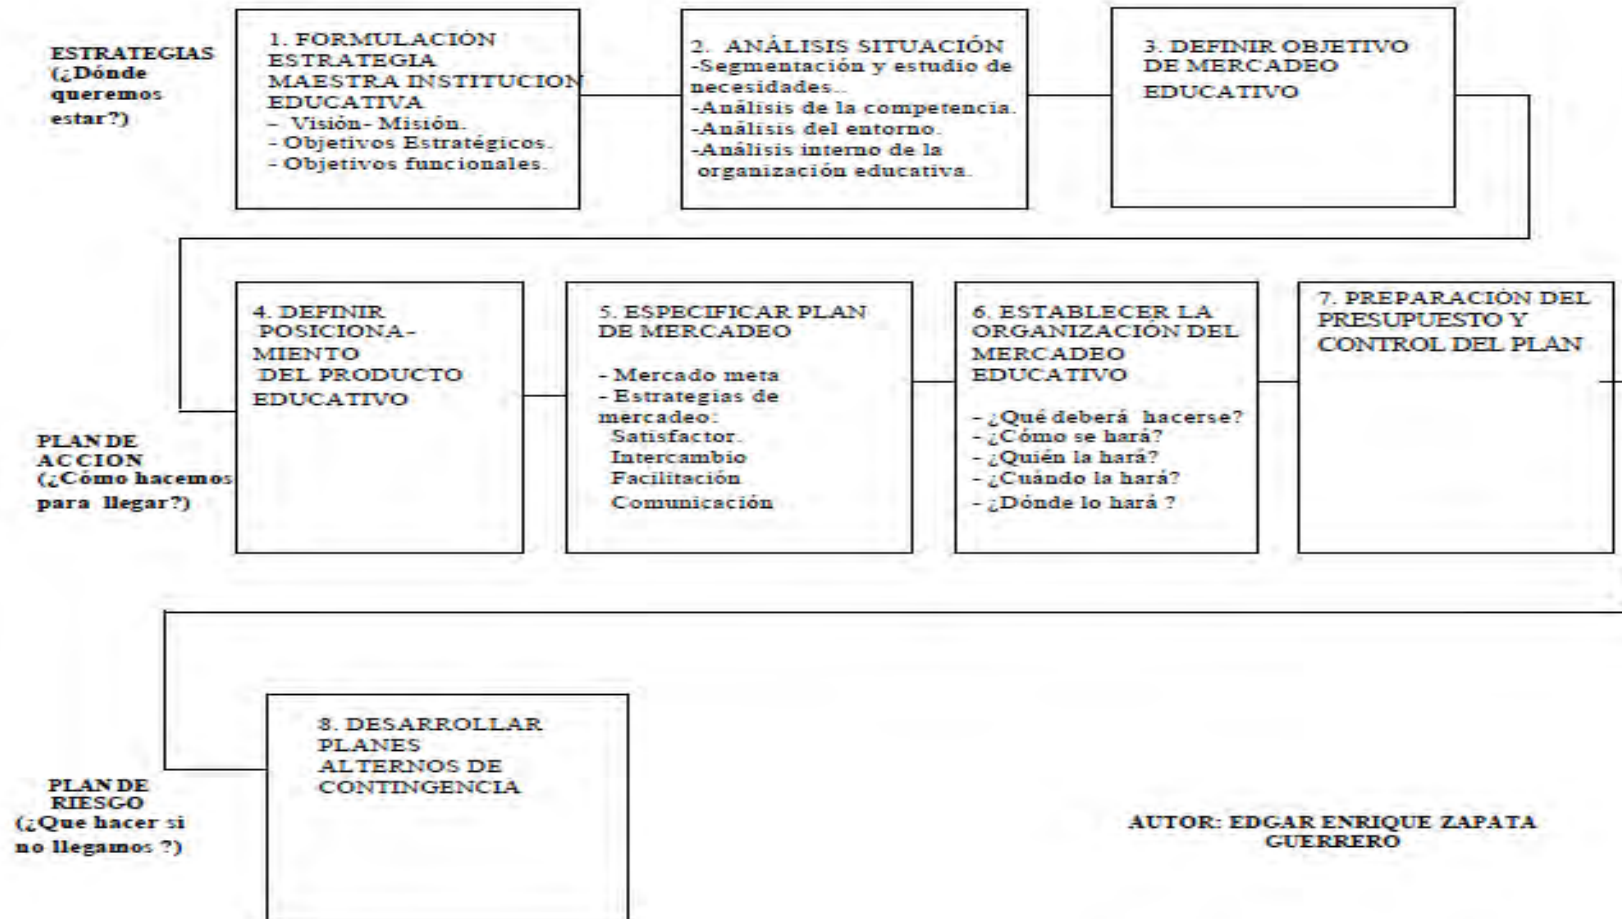 ESTRATEGIAS
(¿Dónde
queremos
estar?)
1. FORMULACIÓN
ESTRATEGIA
MAESTRA INSTITUCION
EDUCATIVA
- Visión- Misión.
- Objetivos Estratégicos.
- Objetivos funcionales.
2. ANÁLISIS SITUACIÓN
-Segmentación y estudio de
necesidades..
-Análisis de la competencia.
-Análisis del entorno.
-Análisis interno de la
organización educativa.
3. DEFINIR OBJETIVO
DE MERCADEO
EDUCATIVO
PLAN DE
ACCION
(¿Cómo hacemos
para llegar?)
4. DEFINIR
POSICIONA-
MIENTO
DEL PRODUCTO
EDUCATIVO
5. ESPECIFICAR PLAN
DE MERCADEO
- Mercado meta
- Estrategias de
mercadeo:
Satisfactor.
Intercambio
Facilitación
Comunicación
6. ESTABLECER LA
ORGANIZACIÓN DEL
MERCADEO
EDUCATIVO
- ¿Qué deberá hacerse?
- ¿Cómo se hará?
- ¿Quién la hará?
- ¿Cuándo la hará?
- ¿Dónde lo hará ?
7. PREPARACIÓN DEL
PRESUPUESTO Y
CONTROL DEL PLAN
PLAN DE
RIESGO
(¿Que hacer si
no llegamos ?)
8. DESARROLLAR
PLANES
ALTERNOS DE
CONTINGENCIA
AUTOR: EDGAR ENRIQUE ZAPATA
GUERRERO